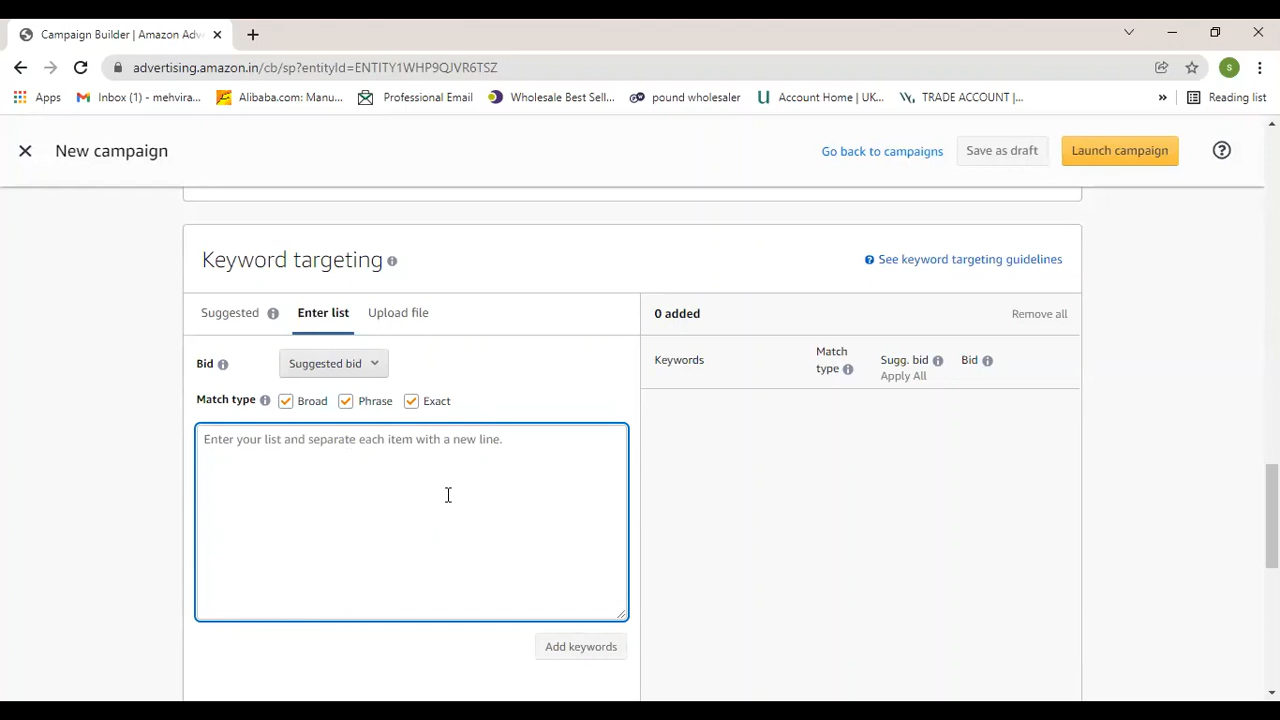 Campaign Builder | Amazon Adv
advertising.amazon.in/cb/sp?entityId=ENTITY1WHP9QJVR6TSZ
S
Apps
Inbox (1) - mehvira...
Alibaba.com: Manu...
Professional Email
Wholesale Best Sell...
pound wholesaler
Account Home | UK...
TRADE ACCOUNT |...
»
Reading list
New campaign
Go back to campaigns
Save as draft
Launch campaign
Keyword targeting
See keyword targeting guidelines
Suggested
Enter list
Upload file
0 added
Remove all
Bid
Suggested bid
Keywords
Match type
Sugg. bid
Apply All
Bid
Match type
Broad
Phrase
Exact
Enter your list and separate each item with a new line.
Add keywords